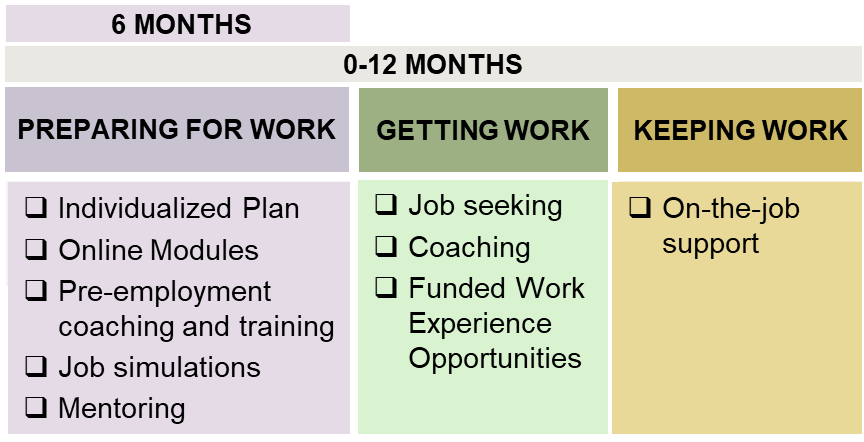 6 MONTHS
0-12 MONTHS
PREPARING FOR WORK
GETTING WORK
KEEPING WORK
❑ Individualized Plan
❑ Online Modules
❑ Pre-employment
coaching and training
❑ Job simulations
❑ Mentoring
❑ Job seeking
❑ Coaching
❑ Funded Work
Experience
Opportunities
❑ On-the-job
support